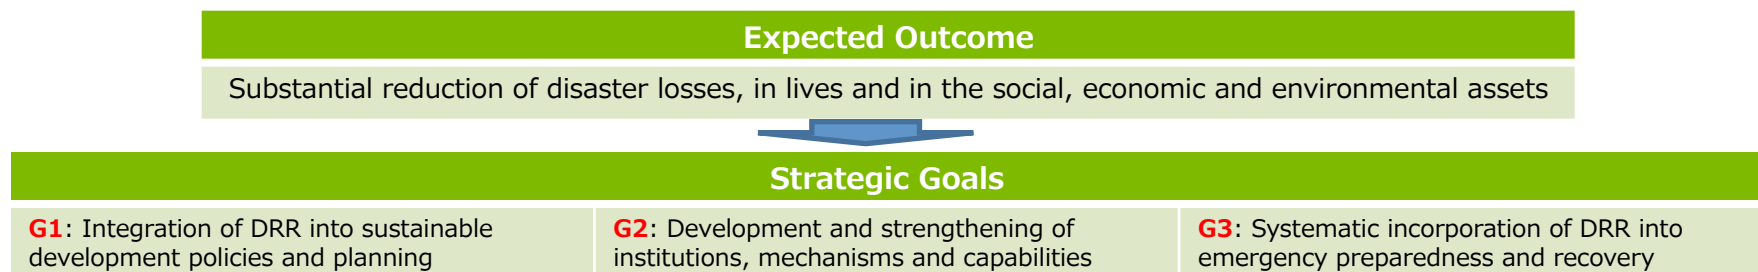 Expected Outcome
Substantial reduction of disaster losses, in lives and in the social, economic and environmental assets
Strategic Goals
G1: Integration of DRR into sustainable
development policies and planning
G2: Development and strengthening of
institutions, mechanisms and capabilities
G3: Systematic incorporation of DRR into
emergency preparedness and recovery